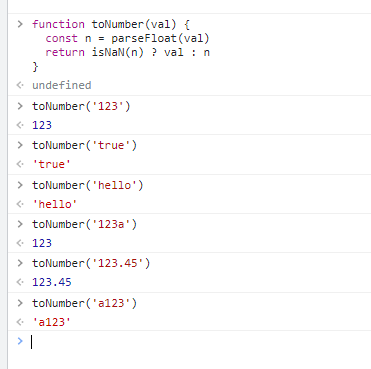 function toNumber(val) {
const n = parseFloat(val)
return isNaN(n) ? val : n
}
undefined
toNumber('123')
123
toNumber('true')
'true'
toNumber('hello')
'hello'
toNumber('123a')
123
toNumber('123.45')
123.45
toNumber('a123')
'a123'